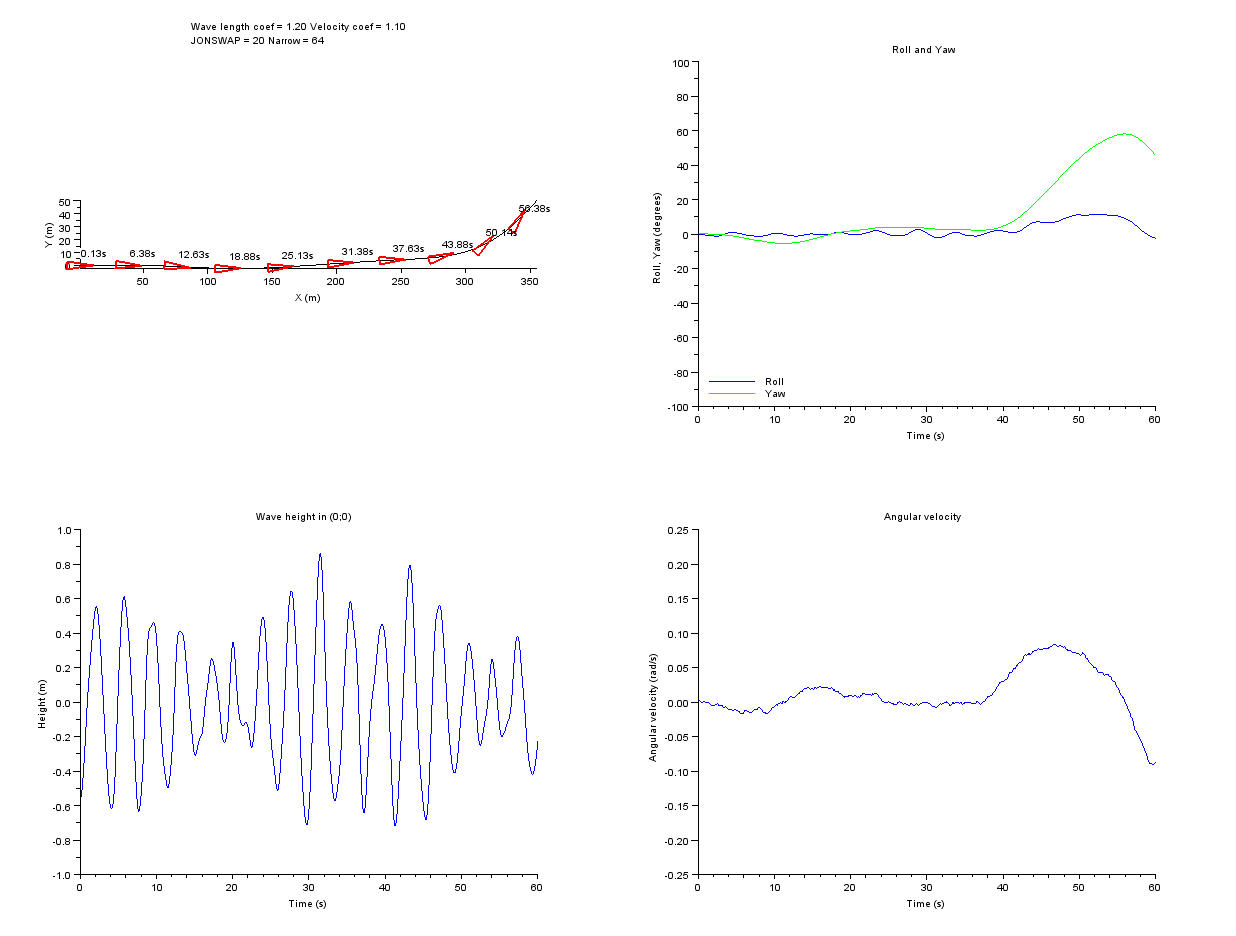 Wave length coef = 1.20 Velocity coef = 1.10
JONSWAP = 20 Narrow = 64
50
40
30
20
10
0
Y (m)
0.13s
6.38s
12.63s
18.88s
25.13s
31.38s
37.63s
43.88s
50.14s
56.38s
50
100
150
200
250
300
350
X (m)
Roll and Yaw
100
80
60
40
20
0
-20
-40
-60
-80
-100
Roll, Yaw (degrees)
Roll
Yaw
0
10
20
30
40
50
60
Time (s)
Wave height in (0;0)
1.0
0.8
0.6
0.4
0.2
0.0
-0.2
-0.4
-0.6
-0.8
-1.0
Height (m)
0
10
20
30
40
50
60
Time (s)
Angular velocity
0.25
0.20
0.15
0.10
0.05
0.00
-0.05
-0.10
-0.15
-0.20
-0.25
Angular velocity (rad/s)
0
10
20
30
40
50
60
Time (s)